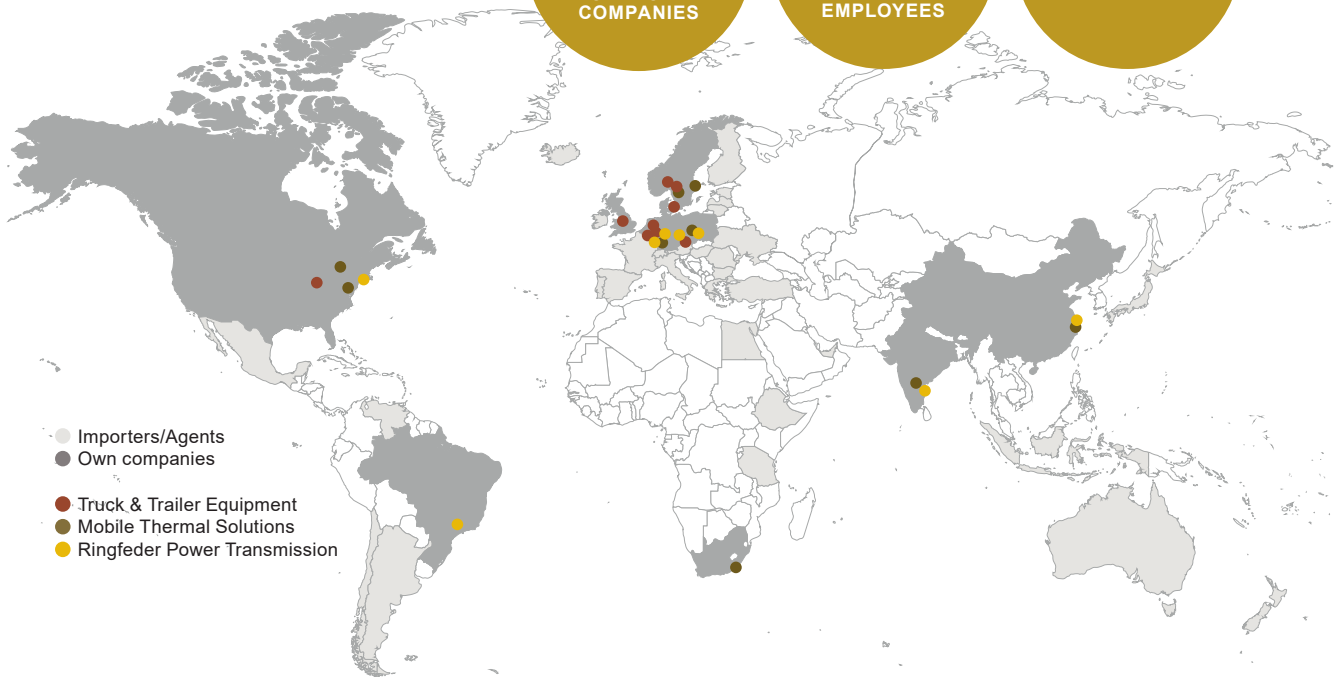 COMPANIES
EMPLOYEES
Importers/Agents
Own companies
Truck & Trailer Equipment
Mobile Thermal Solutions
Ringfeder Power Transmission